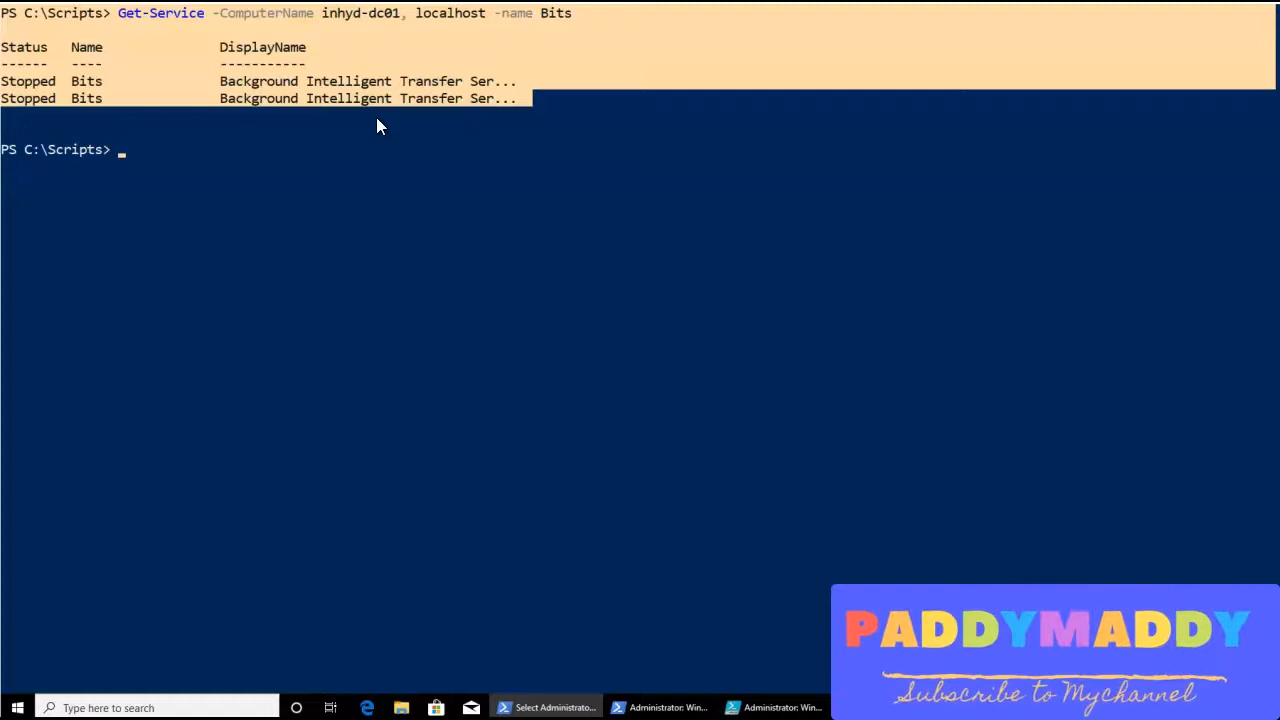 PS C:\Scripts> Get-Service -ComputerName inhyd-dc01, localhost -name Bits
Status   Name               DisplayName
------   ----               -----------
Stopped  Bits               Background Intelligent Transfer Ser...
Stopped  Bits               Background Intelligent Transfer Ser...
PS C:\Scripts>
PADDYMADDY
Subscribe to Mychannel
Type here to search
Select Administrato...
Administrator: Win...
Administrator: Win...